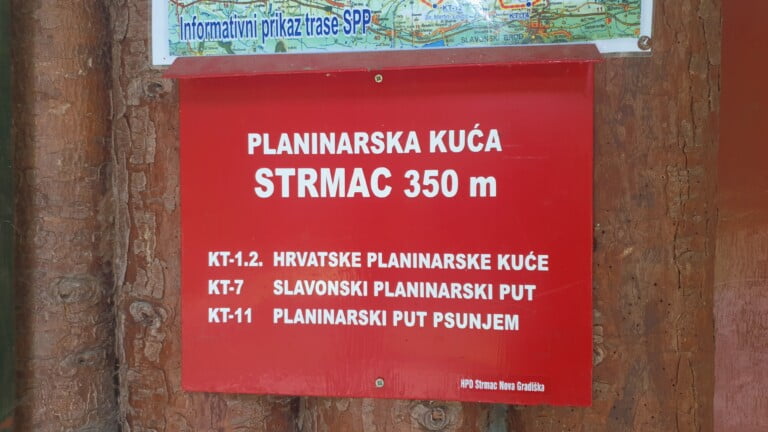 Informativni prikaz trase SPP
PLANINARSKA KUĆA
STRMAC 350 m
KT-1.2. HRVATSKE PLANINARSKE KUĆE
KT-7 SLAVONSKI PLANINARSKI PUT
KT-11 PLANINARSKI PUT PSUNJEM
HPD Strmac Nova Gradiška